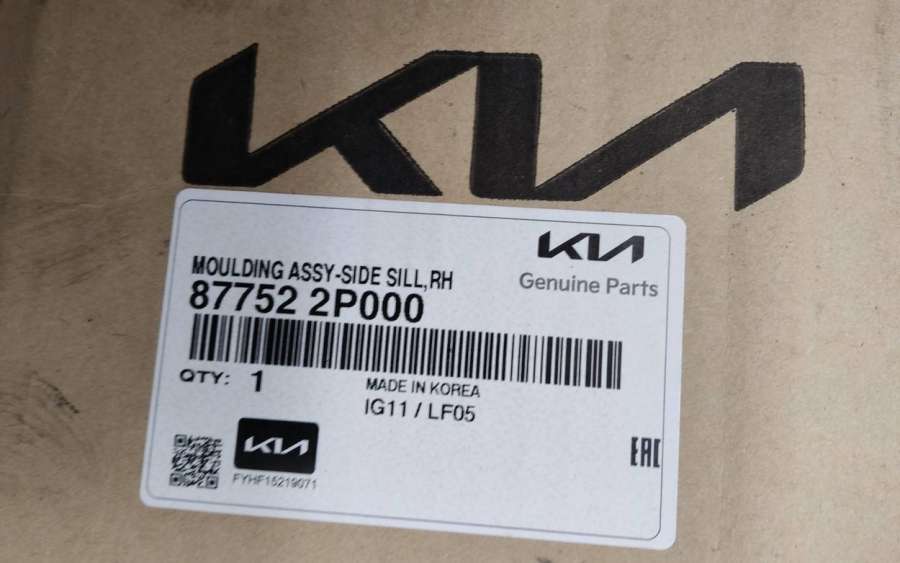 KIA
KIA
Genuine Parts
MOULDING ASSY-SIDE SILL,RH
87752 2P000
QTY: 1
MADE IN KOREA
IG11 / LF05
EAC
KIA
FYHF15219071